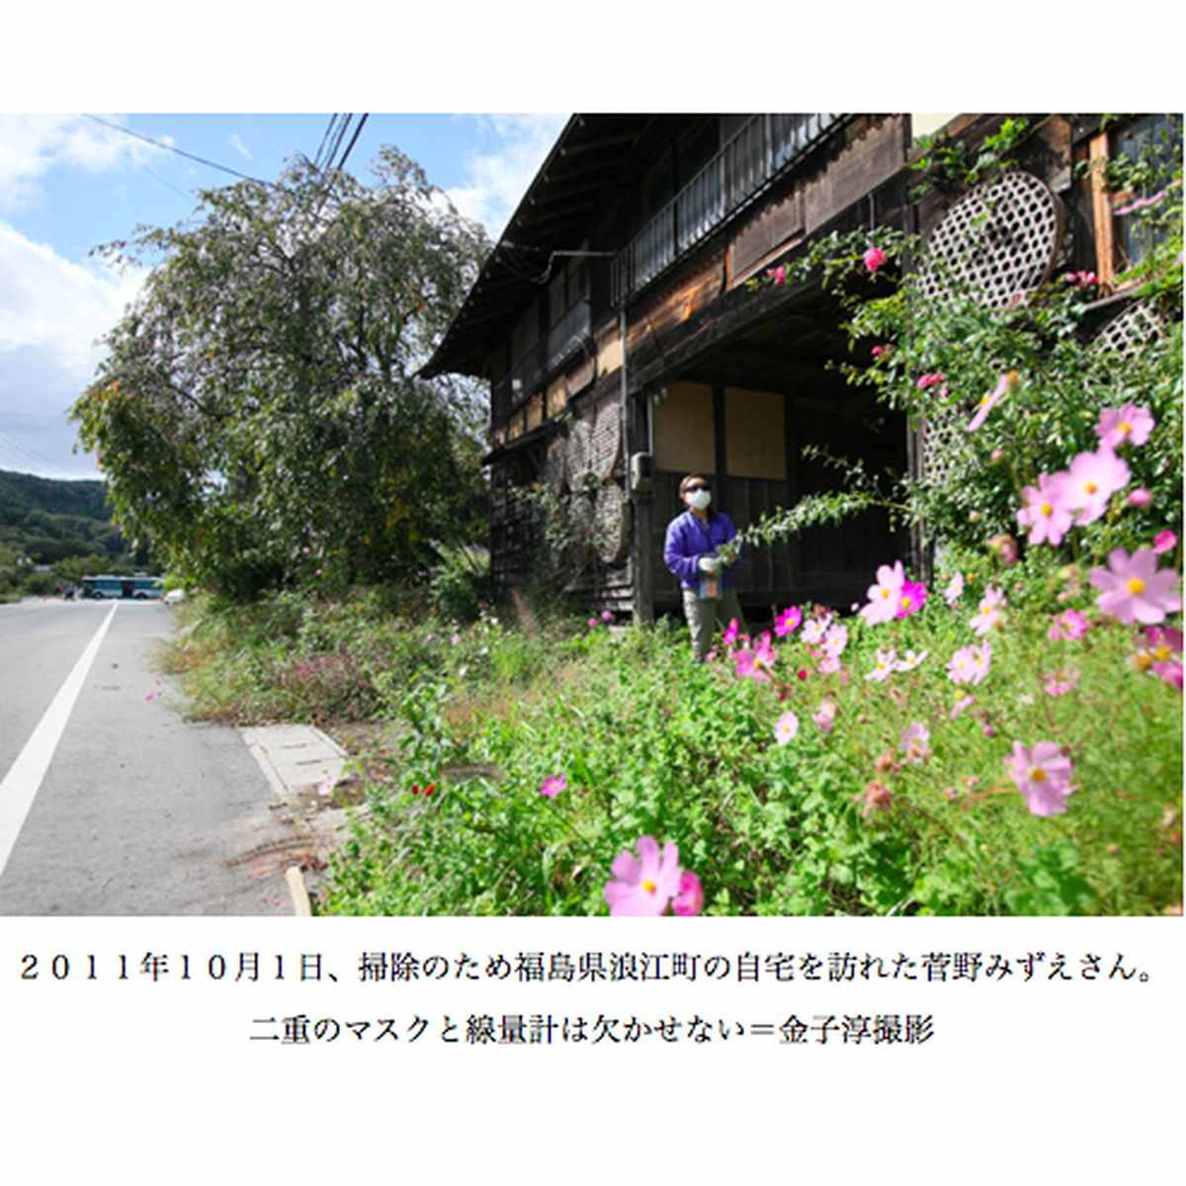 ２０１１年１０月１日、掃除のため福島県浪江町の自宅を訪れた菅野みずえさん。
二重のマスクと線量計は欠かせない＝金子淳撮影